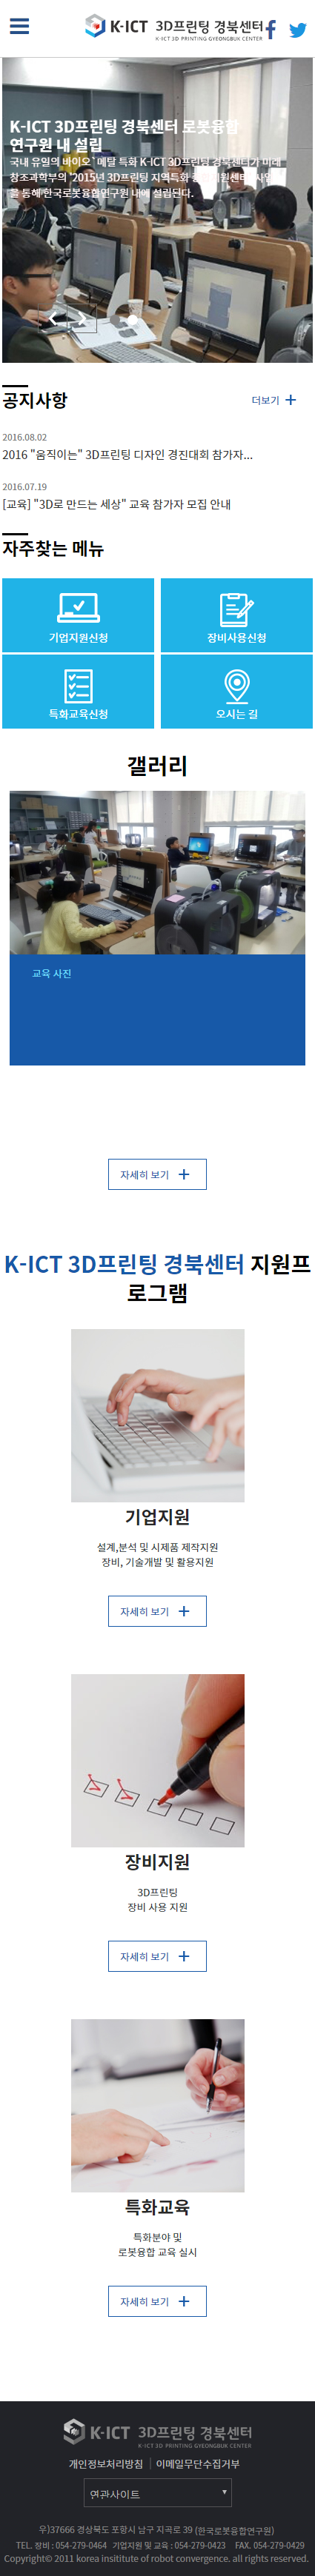 K-ICT 3D프린팅 경북센터
K-ICT 3D PRINTING GYEONGBUK CENTER
K-ICT 3D프린팅 경북센터 로봇융합
연구원 내 설립
국내 유일의 바이오ㆍ메탈 특화 K-ICT 3D프린팅 경북센터가 미래
창조과학부의 '2015년 3D프린팅 지역특화
을 통해 한국로봇융합연구원 내에 설립된다.
공지사항
더보기 +
2016.08.02
2016 "움직이는" 3D프린팅 디자인 경진대회 참가자...
2016.07.19
[교육] "3D로 만드는 세상" 교육 참가자 모집 안내
자주찾는 메뉴
기업지원신청
장비사용신청
특화교육신청
오시는 길
갤러리
교육 사진
자세히 보기 +
K-ICT 3D프린팅 경북센터 지원프
로그램
기업지원
설계,분석 및 시제품 제작지원
장비, 기술개발 및 활용지원
자세히 보기 +
장비지원
3D프린팅
장비 사용 지원
자세히 보기 +
특화교육
특화분야 및
로봇융합 교육 실시
자세히 보기 +
K-ICT 3D프린팅 경북센터
K-ICT 3D PRINTING GYEONGBUK CENTER
개인정보처리방침 | 이메일무단수집거부
연관사이트
우)37666 경상북도 포항시 남구 지곡로 39 (한국로봇융합연구원)
TEL. 장비 : 054-279-0464 기업지원 및 교육 : 054-279-0423 FAX. 054-279-0429
Copyright© 2011 korea insititute of robot convergence. all rights reserved.